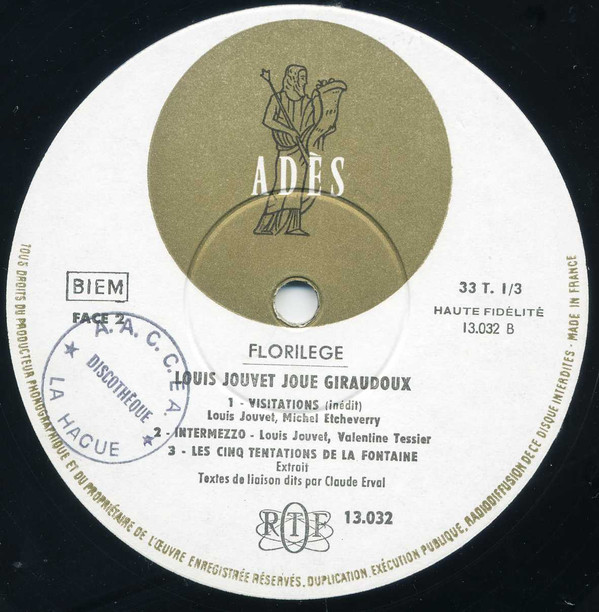 ADÈS
BIEM
FACE 2
33 T. 1/3
HAUTE FIDÉLITÉ
13.032 B
A. A. C. C. E. A.
DISCOTHÈQUE
LA HAGUE
FLORILEGE
LOUIS JOUVET JOUE GIRAUDOUX
1 - VISITATIONS (inédit)
Louis Jouvet, Michel Etcheverry
2 - INTERMEZZO - Louis Jouvet, Valentine Tessier
3 - LES CINQ TENTATIONS DE LA FONTAINE
Extrait
Textes de liaison dits par Claude Erval
RTF 13.032
TOUS DROITS DU PRODUCTEUR PHONOGRAPHIQUE ET DU PROPRIÉTAIRE DE L'ŒUVRE ENREGISTRÉE RÉSERVÉS. DUPLICATION, EXÉCUTION PUBLIQUE, RADIODIFFUSION DE CE DISQUE INTERDITES - MADE IN FRANCE